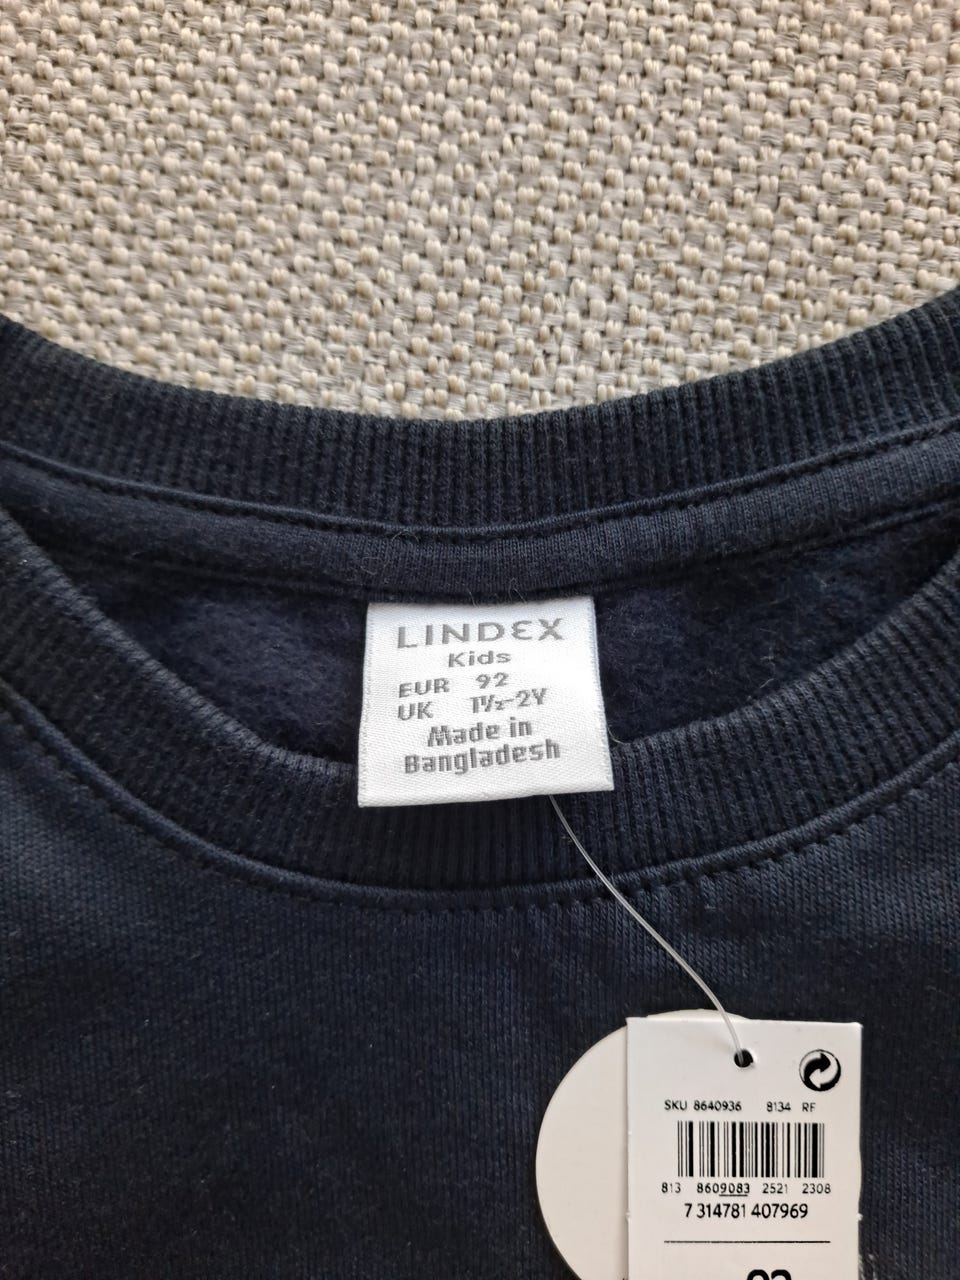 LINDEX
Kids
EUR 92
UK 1½-2Y
Made in
Bangladesh
SKU 8640936 8134 RF
813 8609083 2521 2308
7 314781 407969